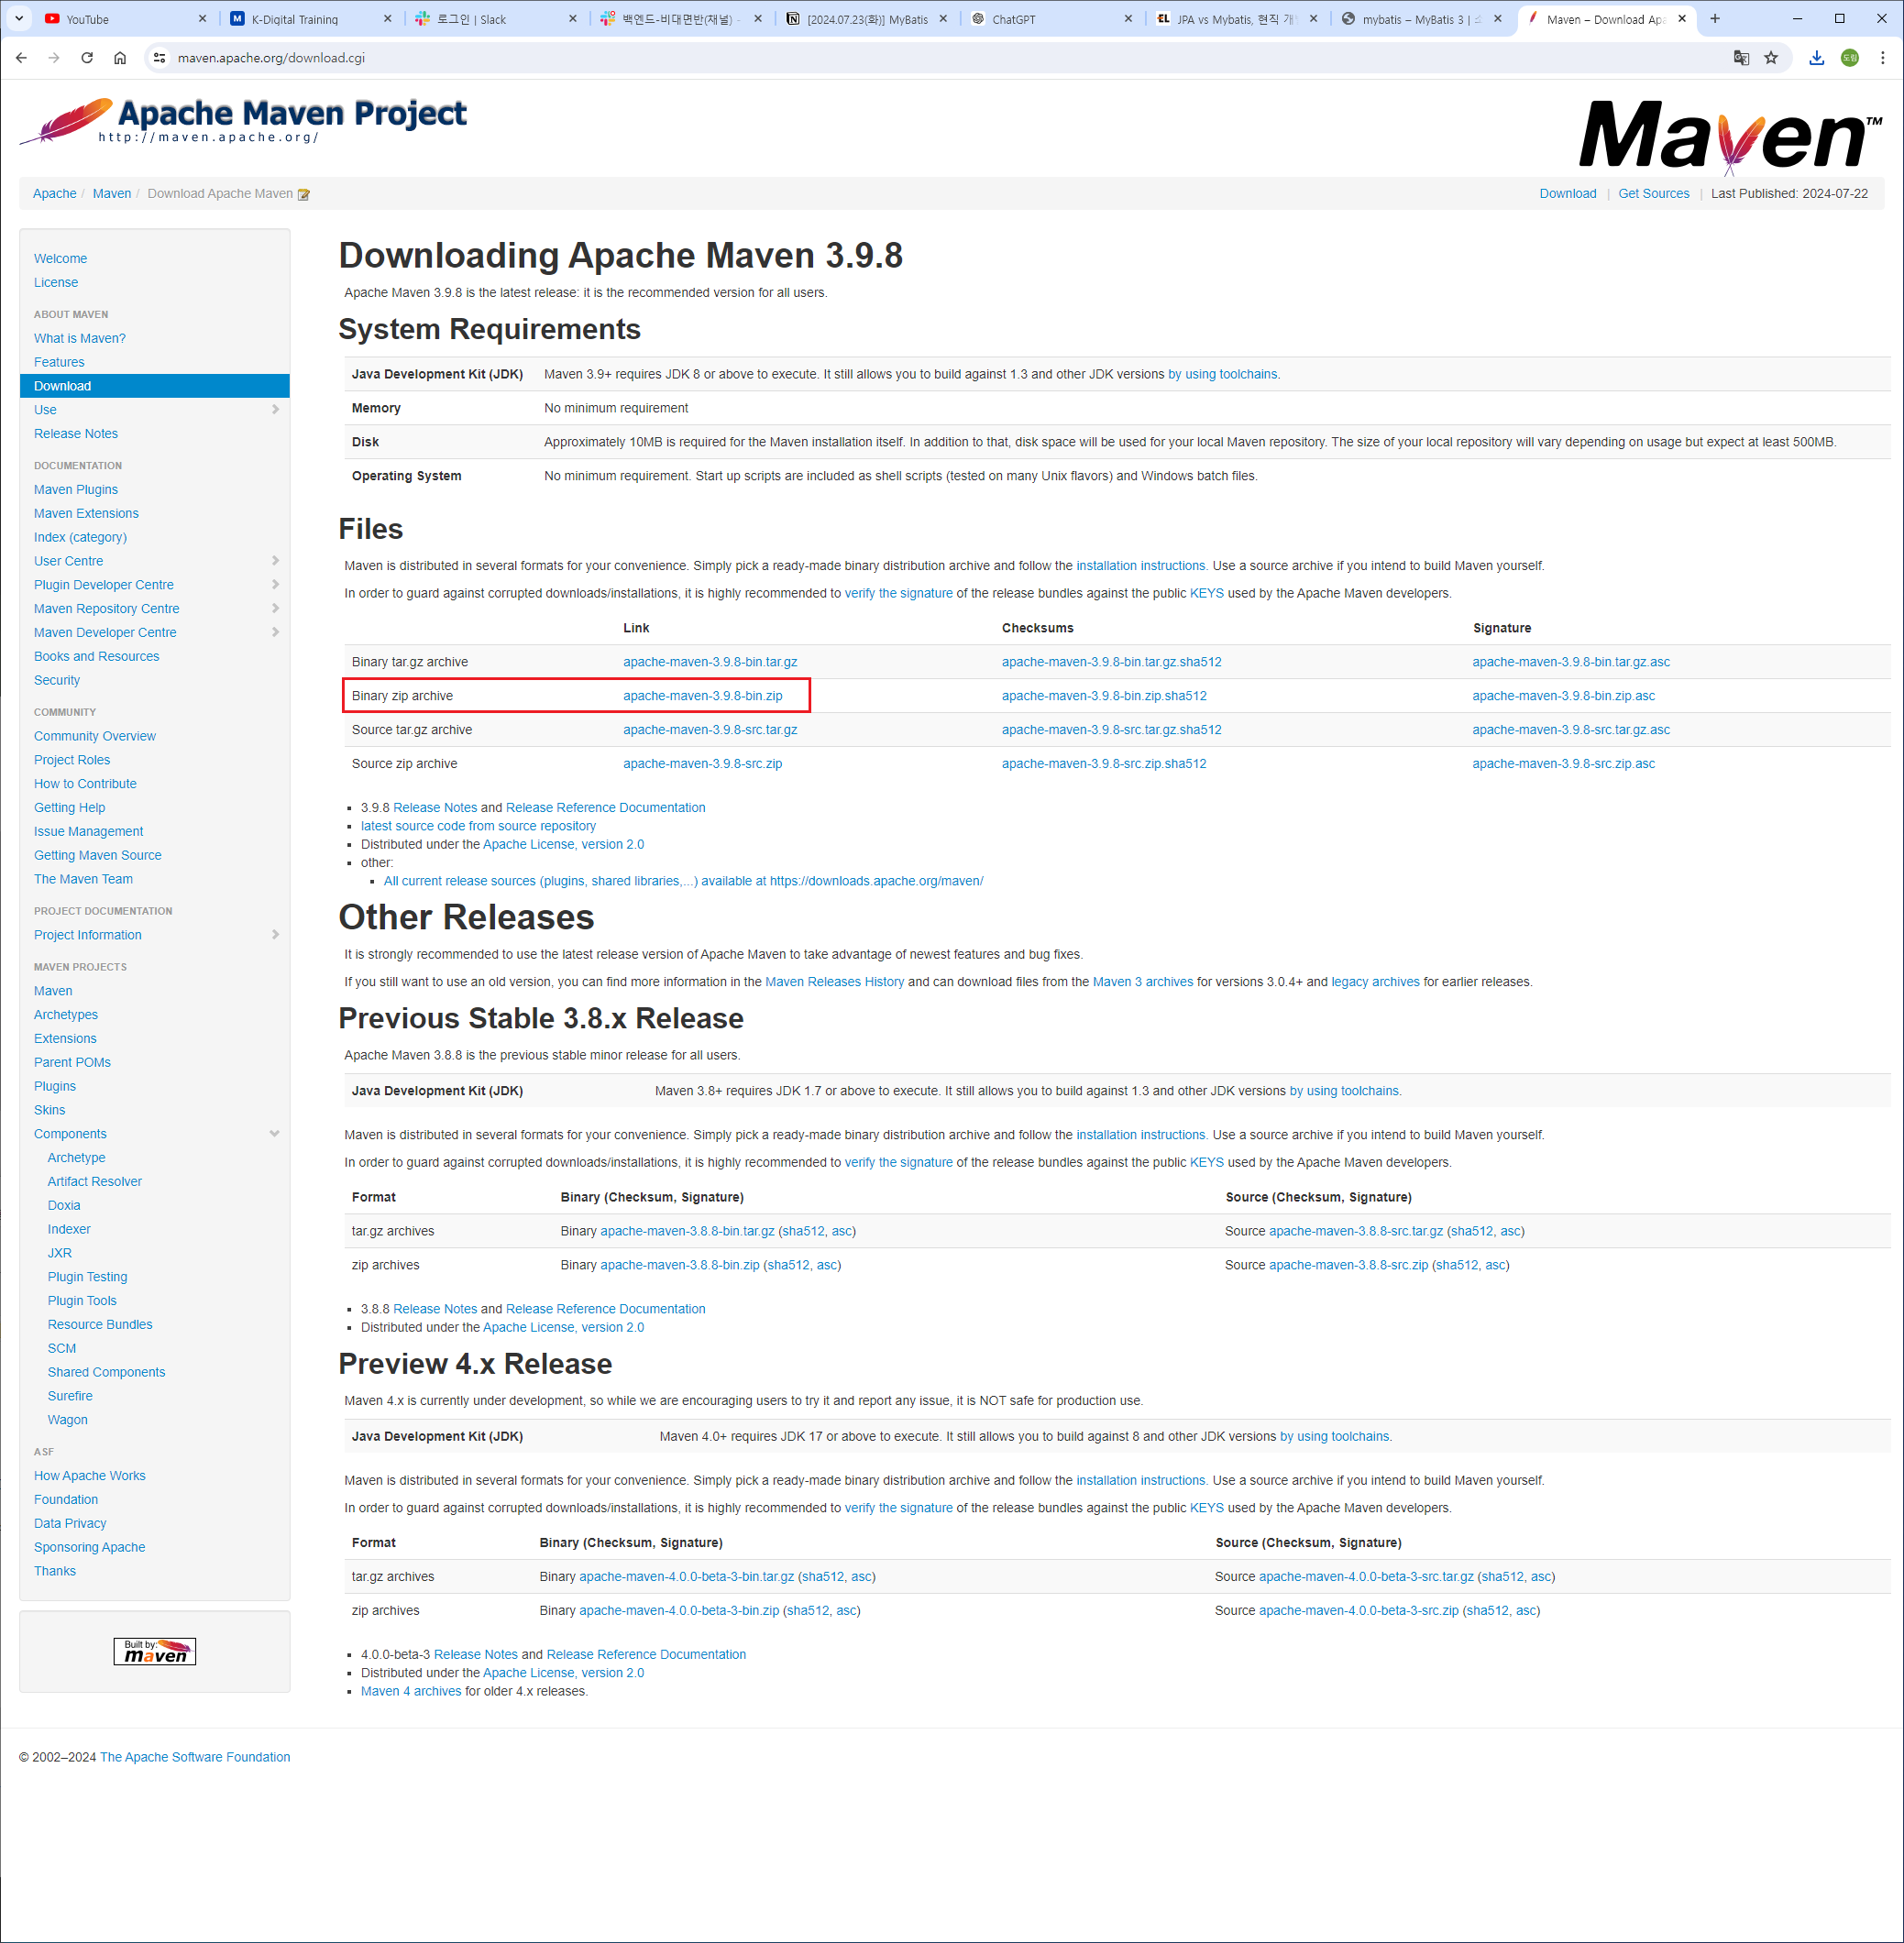 YouTube
K-Digital Training
로그인 | Slack
백엔드-비대면반(채널) -
[2024.07.23(화)] MyBatis
ChatGPT
JPA vs Mybatis, 현직 개
mybatis – MyBatis 3 |
Maven – Download Apa
maven.apache.org/download.cgi
도림
Apache Maven Project
http://maven.apache.org/
Maven™
Apache / Maven / Download Apache Maven
Download | Get Sources | Last Published: 2024-07-22
Welcome
License
ABOUT MAVEN
What is Maven?
Features
Download
Use
Release Notes
DOCUMENTATION
Maven Plugins
Maven Extensions
Index (category)
User Centre
Plugin Developer Centre
Maven Repository Centre
Maven Developer Centre
Books and Resources
Security
COMMUNITY
Community Overview
Project Roles
How to Contribute
Getting Help
Issue Management
Getting Maven Source
The Maven Team
PROJECT DOCUMENTATION
Project Information
MAVEN PROJECTS
Maven
Archetypes
Extensions
Parent POMs
Plugins
Skins
Components
Archetype
Artifact Resolver
Doxia
Indexer
JXR
Plugin Testing
Plugin Tools
Resource Bundles
SCM
Shared Components
Surefire
Wagon
ASF
How Apache Works
Foundation
Data Privacy
Sponsoring Apache
Thanks
Built by:
maven
Downloading Apache Maven 3.9.8
Apache Maven 3.9.8 is the latest release: it is the recommended version for all users.
System Requirements
Java Development Kit (JDK) Maven 3.9+ requires JDK 8 or above to execute. It still allows you to build against 1.3 and other JDK versions by using toolchains.
Memory No minimum requirement
Disk Approximately 10MB is required for the Maven installation itself. In addition to that, disk space will be used for your local Maven repository. The size of your local repository will vary depending on usage but expect at least 500MB.
Operating System No minimum requirement. Start up scripts are included as shell scripts (tested on many Unix flavors) and Windows batch files.
Files
Maven is distributed in several formats for your convenience. Simply pick a ready-made binary distribution archive and follow the installation instructions. Use a source archive if you intend to build Maven yourself.
In order to guard against corrupted downloads/installations, it is highly recommended to verify the signature of the release bundles against the public KEYS used by the Apache Maven developers.
Link Checksums Signature
Binary tar.gz archive apache-maven-3.9.8-bin.tar.gz apache-maven-3.9.8-bin.tar.gz.sha512 apache-maven-3.9.8-bin.tar.gz.asc
Binary zip archive apache-maven-3.9.8-bin.zip apache-maven-3.9.8-bin.zip.sha512 apache-maven-3.9.8-bin.zip.asc
Source tar.gz archive apache-maven-3.9.8-src.tar.gz apache-maven-3.9.8-src.tar.gz.sha512 apache-maven-3.9.8-src.tar.gz.asc
Source zip archive apache-maven-3.9.8-src.zip apache-maven-3.9.8-src.zip.sha512 apache-maven-3.9.8-src.zip.asc
3.9.8 Release Notes and Release Reference Documentation
latest source code from source repository
Distributed under the Apache License, version 2.0
other:
All current release sources (plugins, shared libraries,...) available at https://downloads.apache.org/maven/
Other Releases
It is strongly recommended to use the latest release version of Apache Maven to take advantage of newest features and bug fixes.
If you still want to use an old version, you can find more information in the Maven Releases History and can download files from the Maven 3 archives for versions 3.0.4+ and legacy archives for earlier releases.
Previous Stable 3.8.x Release
Apache Maven 3.8.8 is the previous stable minor release for all users.
Java Development Kit (JDK) Maven 3.8+ requires JDK 1.7 or above to execute. It still allows you to build against 1.3 and other JDK versions by using toolchains.
Maven is distributed in several formats for your convenience. Simply pick a ready-made binary distribution archive and follow the installation instructions. Use a source archive if you intend to build Maven yourself.
In order to guard against corrupted downloads/installations, it is highly recommended to verify the signature of the release bundles against the public KEYS used by the Apache Maven developers.
Format Binary (Checksum, Signature) Source (Checksum, Signature)
tar.gz archives Binary apache-maven-3.8.8-bin.tar.gz (sha512, asc) Source apache-maven-3.8.8-src.tar.gz (sha512, asc)
zip archives Binary apache-maven-3.8.8-bin.zip (sha512, asc) Source apache-maven-3.8.8-src.zip (sha512, asc)
3.8.8 Release Notes and Release Reference Documentation
Distributed under the Apache License, version 2.0
Preview 4.x Release
Maven 4.x is currently under development, so while we are encouraging users to try it and report any issue, it is NOT safe for production use.
Java Development Kit (JDK) Maven 4.0+ requires JDK 17 or above to execute. It still allows you to build against 8 and other JDK versions by using toolchains.
Maven is distributed in several formats for your convenience. Simply pick a ready-made binary distribution archive and follow the installation instructions. Use a source archive if you intend to build Maven yourself.
In order to guard against corrupted downloads/installations, it is highly recommended to verify the signature of the release bundles against the public KEYS used by the Apache Maven developers.
Format Binary (Checksum, Signature) Source (Checksum, Signature)
tar.gz archives Binary apache-maven-4.0.0-beta-3-bin.tar.gz (sha512, asc) Source apache-maven-4.0.0-beta-3-src.tar.gz (sha512, asc)
zip archives Binary apache-maven-4.0.0-beta-3-bin.zip (sha512, asc) Source apache-maven-4.0.0-beta-3-src.zip (sha512, asc)
4.0.0-beta-3 Release Notes and Release Reference Documentation
Distributed under the Apache License, version 2.0
Maven 4 archives for older 4.x releases.
© 2002–2024 The Apache Software Foundation